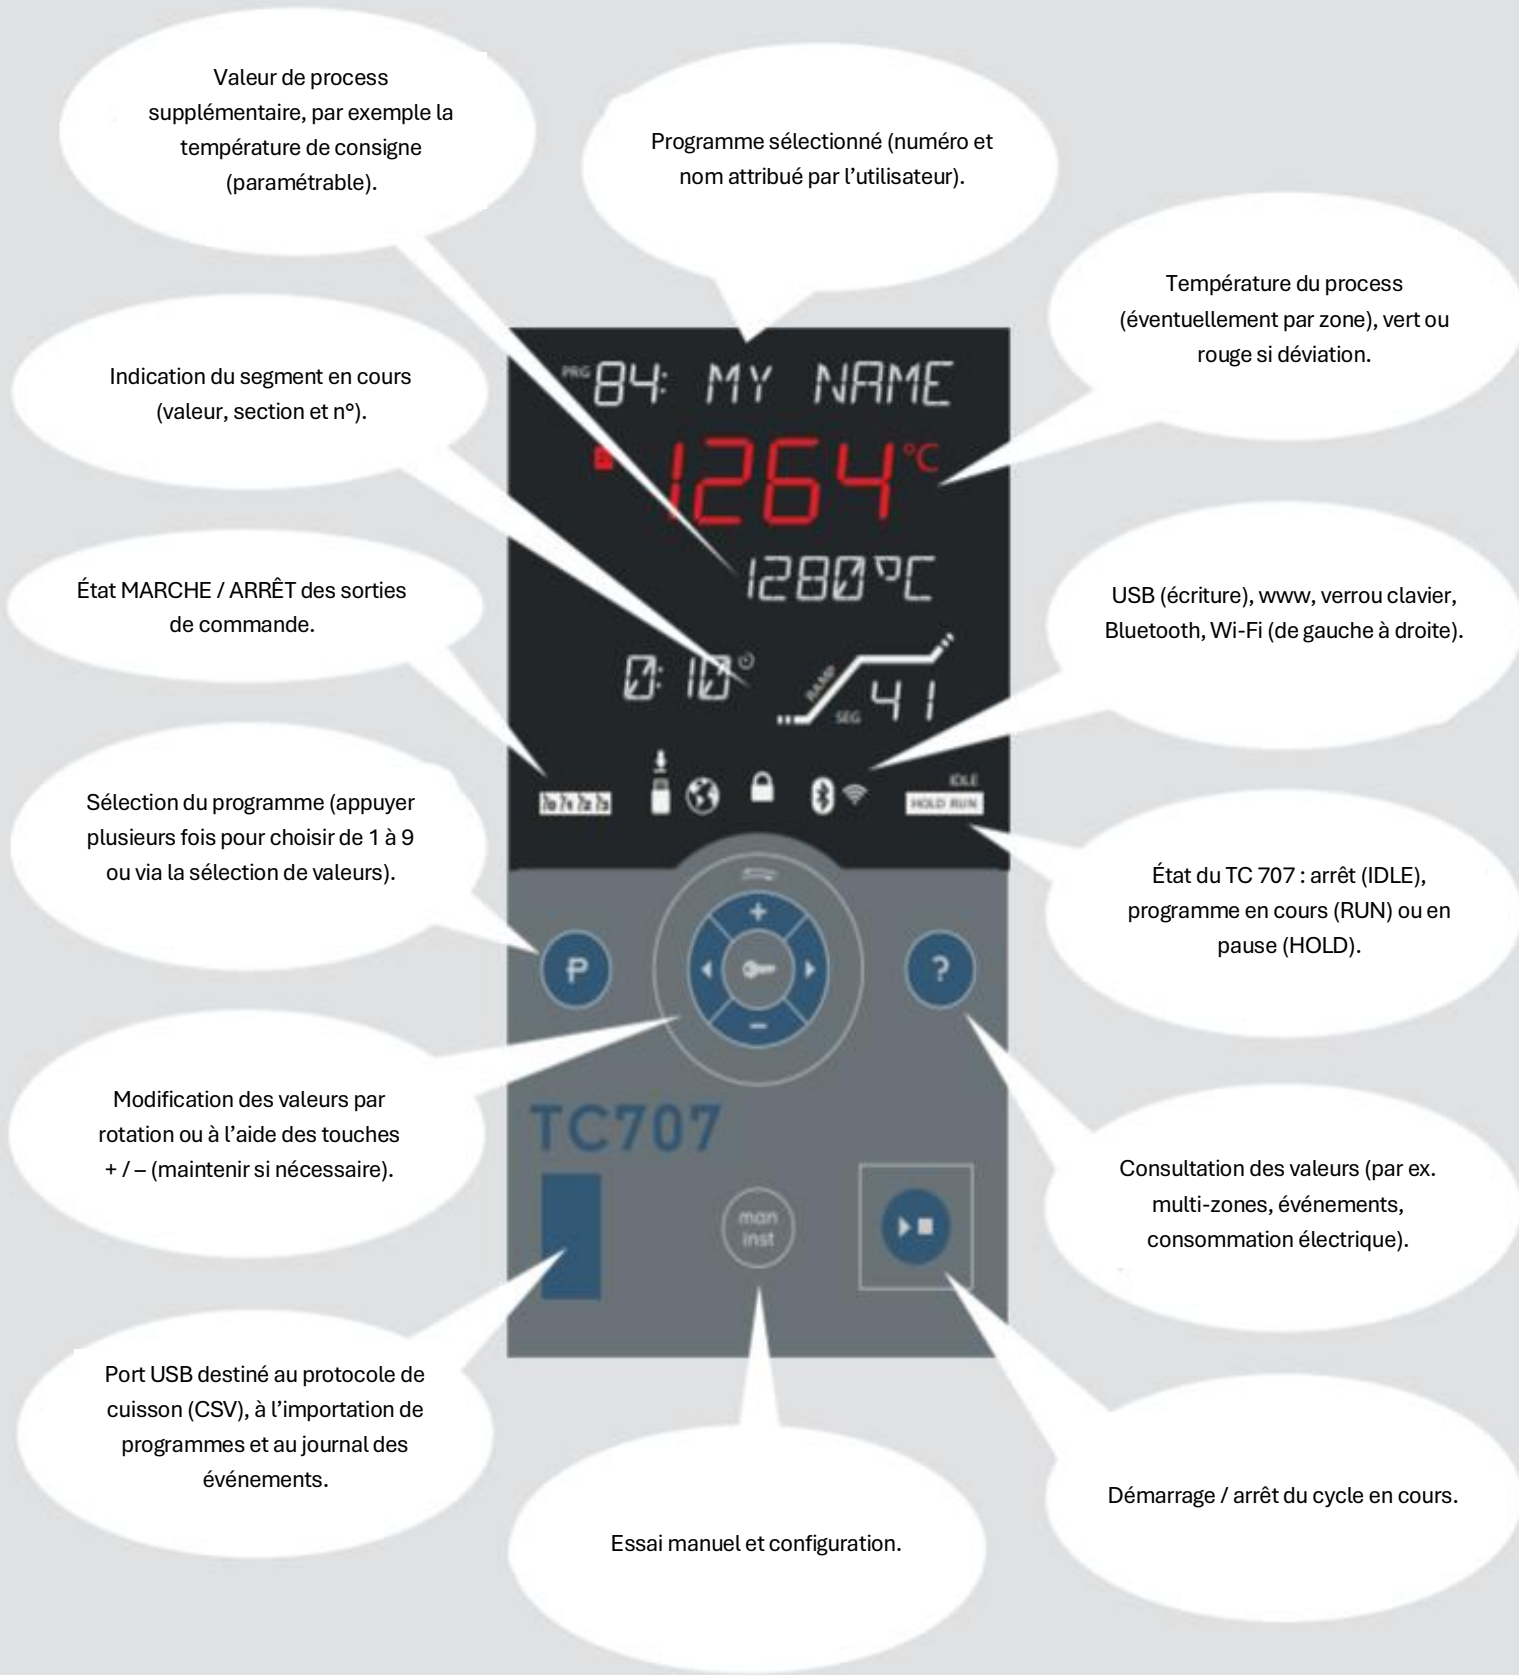 Valeur de process
supplémentaire, par exemple la
température de consigne
(paramétrable).
Programme sélectionné (numéro et
nom attribué par l’utilisateur).
Température du process
(éventuellement par zone), vert ou
rouge si déviation.
Indication du segment en cours
(valeur, section et n°).
État MARCHE / ARRÊT des sorties
de commande.
USB (écriture), www, verrou clavier,
Bluetooth, Wi-Fi (de gauche à droite).
Sélection du programme (appuyer
plusieurs fois pour choisir de 1 à 9
ou via la sélection de valeurs).
État du TC 707 : arrêt (IDLE),
programme en cours (RUN) ou en
pause (HOLD).
Modification des valeurs par
rotation ou à l’aide des touches
+ / – (maintenir si nécessaire).
Consultation des valeurs (par ex.
multi-zones, événements,
consommation électrique).
Port USB destiné au protocole de
cuisson (CSV), à l’importation de
programmes et au journal des
événements.
Essai manuel et configuration.
Démarrage / arrêt du cycle en cours.
PRG 84: MY NAME
1264 °C
1280°C
0:10
RAMP
SEG 41
IDLE
HOLD RUN
+
P
?
–
TC707
man
inst